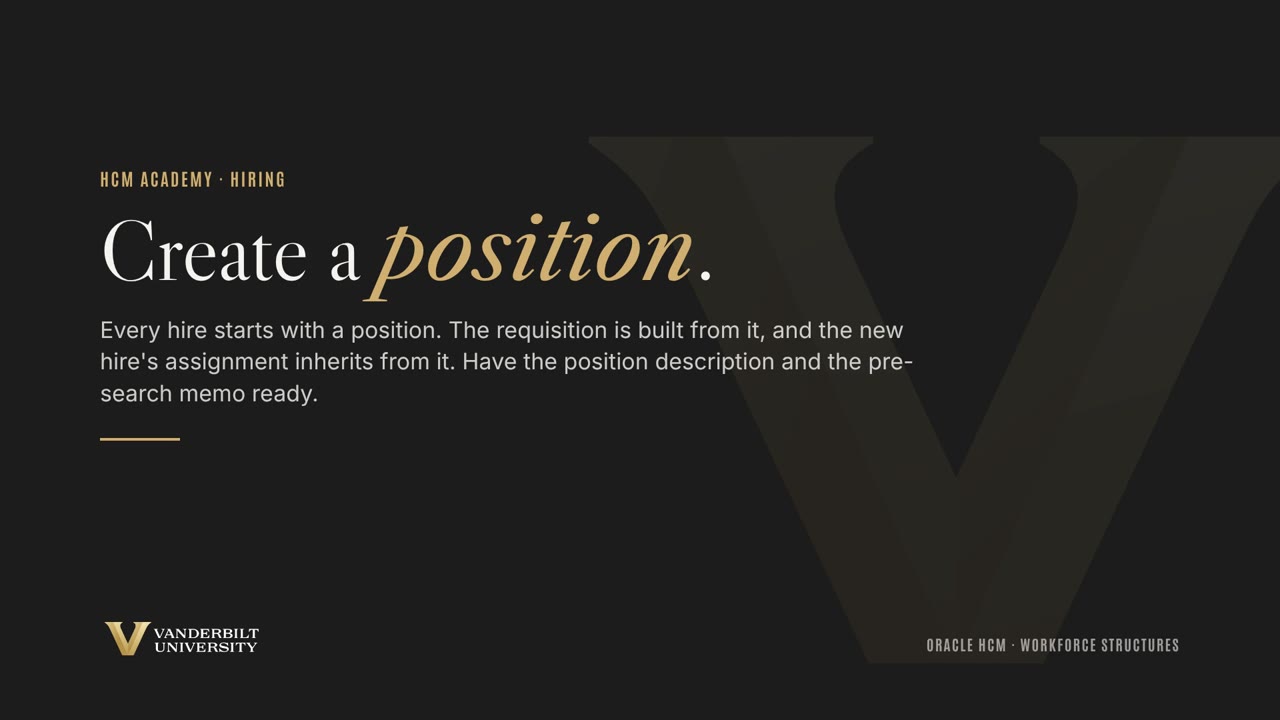 HCM ACADEMY · HIRING
Create a position.
Every hire starts with a position. The requisition is built from it, and the new
hire's assignment inherits from it. Have the position description and the pre-
search memo ready.
VANDERBILT
UNIVERSITY
ORACLE HCM · WORKFORCE STRUCTURES